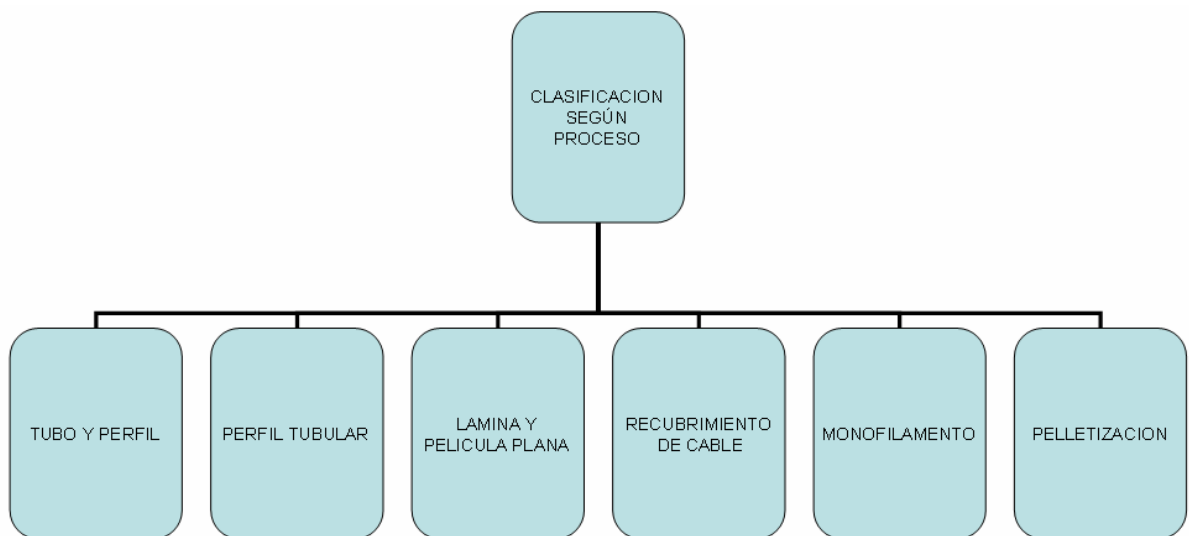 CLASIFICACION
SEGÚN
PROCESO
TUBO Y PERFIL
PERFIL TUBULAR
LAMINA Y
PELICULA PLANA
RECUBRIMIENTO
DE CABLE
MONOFILAMENTO
PELLETIZACION